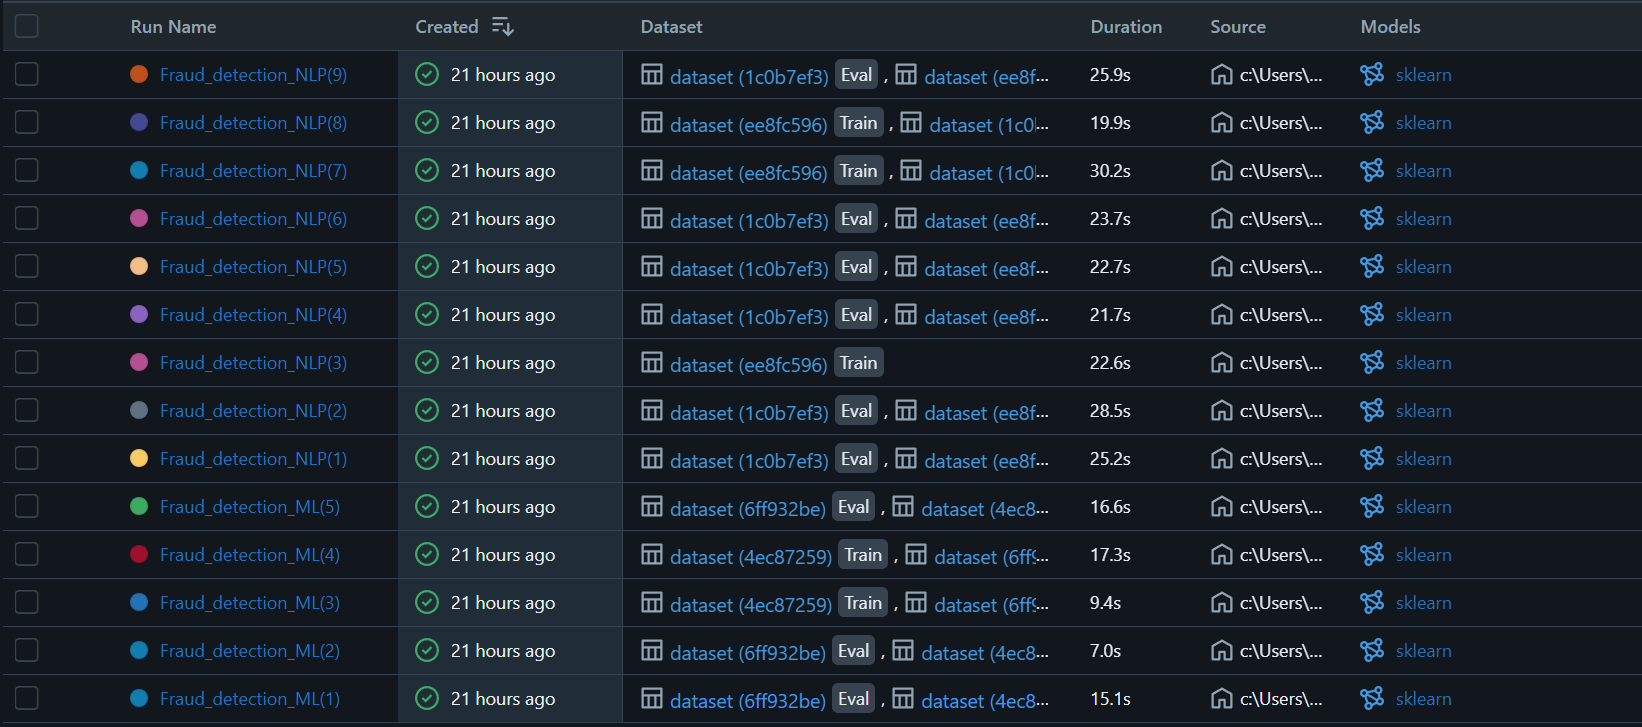 Run Name Created Dataset Duration Source Models
Fraud_detection_NLP(9) 21 hours ago dataset (1c0b7ef3) Eval , dataset (ee8f... 25.9s c:\Users\... sklearn
Fraud_detection_NLP(8) 21 hours ago dataset (ee8fc596) Train , dataset (1c0... 19.9s c:\Users\... sklearn
Fraud_detection_NLP(7) 21 hours ago dataset (ee8fc596) Train , dataset (1c0... 30.2s c:\Users\... sklearn
Fraud_detection_NLP(6) 21 hours ago dataset (1c0b7ef3) Eval , dataset (ee8f... 23.7s c:\Users\... sklearn
Fraud_detection_NLP(5) 21 hours ago dataset (1c0b7ef3) Eval , dataset (ee8f... 22.7s c:\Users\... sklearn
Fraud_detection_NLP(4) 21 hours ago dataset (1c0b7ef3) Eval , dataset (ee8f... 21.7s c:\Users\... sklearn
Fraud_detection_NLP(3) 21 hours ago dataset (ee8fc596) Train 22.6s c:\Users\... sklearn
Fraud_detection_NLP(2) 21 hours ago dataset (1c0b7ef3) Eval , dataset (ee8f... 28.5s c:\Users\... sklearn
Fraud_detection_NLP(1) 21 hours ago dataset (1c0b7ef3) Eval , dataset (ee8f... 25.2s c:\Users\... sklearn
Fraud_detection_ML(5) 21 hours ago dataset (6ff932be) Eval , dataset (4ec8... 16.6s c:\Users\... sklearn
Fraud_detection_ML(4) 21 hours ago dataset (4ec87259) Train , dataset (6ff9... 17.3s c:\Users\... sklearn
Fraud_detection_ML(3) 21 hours ago dataset (4ec87259) Train , dataset (6ff9... 9.4s c:\Users\... sklearn
Fraud_detection_ML(2) 21 hours ago dataset (6ff932be) Eval , dataset (4ec8... 7.0s c:\Users\... sklearn
Fraud_detection_ML(1) 21 hours ago dataset (6ff932be) Eval , dataset (4ec8... 15.1s c:\Users\... sklearn